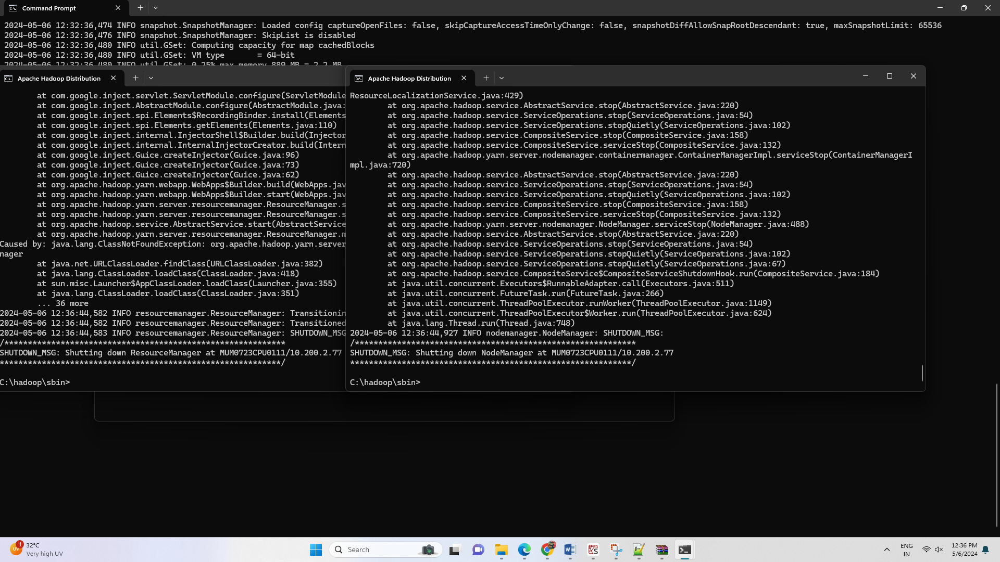 Command Prompt
2024-05-06 12:32:36,474 INFO snapshot.SnapshotManager: Loaded config captureOpenFiles: false, skipCaptureAccessTimeOnlyChange: false, snapshotDiffAllowSnapRootDescendant: true, maxSnapshotLimit: 65536
2024-05-06 12:32:36,476 INFO snapshot.SnapshotManager: SkipList is disabled
2024-05-06 12:32:36,480 INFO util.GSet: Computing capacity for map cachedBlocks
2024-05-06 12:32:36,480 INFO util.GSet: VM type       = 64-bit
2024-05-06 12:32:36,480 INFO util.GSet: 0.25% max memory 889 MB = 2.2 MB
Apache Hadoop Distribution
at com.google.inject.servlet.ServletModule.configure(ServletModule
at com.google.inject.AbstractModule.configure(AbstractModule.java:
at com.google.inject.spi.Elements$RecordingBinder.install(Elements
at com.google.inject.spi.Elements.getElements(Elements.java:110)
at com.google.inject.internal.InjectorShell$Builder.build(Injector
at com.google.inject.internal.InternalInjectorCreator.build(Intern
at com.google.inject.Guice.createInjector(Guice.java:96)
at com.google.inject.Guice.createInjector(Guice.java:73)
at com.google.inject.Guice.createInjector(Guice.java:62)
at org.apache.hadoop.yarn.webapp.WebApps$Builder.build(WebApps.jav
at org.apache.hadoop.yarn.webapp.WebApps$Builder.start(WebApps.jav
at org.apache.hadoop.yarn.server.resourcemanager.ResourceManager.s
at org.apache.hadoop.yarn.server.resourcemanager.ResourceManager.s
at org.apache.hadoop.service.AbstractService.start(AbstractService
at org.apache.hadoop.yarn.server.resourcemanager.ResourceManager.m
Caused by: java.lang.ClassNotFoundException: org.apache.hadoop.yarn.server
nager
at java.net.URLClassLoader.findClass(URLClassLoader.java:382)
at java.lang.ClassLoader.loadClass(ClassLoader.java:418)
at sun.misc.Launcher$AppClassLoader.loadClass(Launcher.java:355)
at java.lang.ClassLoader.loadClass(ClassLoader.java:351)
... 36 more
2024-05-06 12:36:44,582 INFO resourcemanager.ResourceManager: Transitionin
2024-05-06 12:36:44,582 INFO resourcemanager.ResourceManager: Transitioned
2024-05-06 12:36:44,583 INFO resourcemanager.ResourceManager: SHUTDOWN_MSG
/************************************************************
SHUTDOWN_MSG: Shutting down ResourceManager at MUM0723CPU0111/10.200.2.77
************************************************************/
C:\hadoop\sbin>
Apache Hadoop Distribution
ResourceLocalizationService.java:429)
at org.apache.hadoop.service.AbstractService.stop(AbstractService.java:220)
at org.apache.hadoop.service.ServiceOperations.stop(ServiceOperations.java:54)
at org.apache.hadoop.service.ServiceOperations.stopQuietly(ServiceOperations.java:102)
at org.apache.hadoop.service.CompositeService.stop(CompositeService.java:158)
at org.apache.hadoop.service.CompositeService.serviceStop(CompositeService.java:132)
at org.apache.hadoop.yarn.server.nodemanager.containermanager.ContainerManagerImpl.serviceStop(ContainerManagerI
mpl.java:720)
at org.apache.hadoop.service.AbstractService.stop(AbstractService.java:220)
at org.apache.hadoop.service.ServiceOperations.stop(ServiceOperations.java:54)
at org.apache.hadoop.service.ServiceOperations.stopQuietly(ServiceOperations.java:102)
at org.apache.hadoop.service.CompositeService.stop(CompositeService.java:158)
at org.apache.hadoop.service.CompositeService.serviceStop(CompositeService.java:132)
at org.apache.hadoop.yarn.server.nodemanager.NodeManager.serviceStop(NodeManager.java:488)
at org.apache.hadoop.service.AbstractService.stop(AbstractService.java:220)
at org.apache.hadoop.service.ServiceOperations.stop(ServiceOperations.java:54)
at org.apache.hadoop.service.ServiceOperations.stopQuietly(ServiceOperations.java:102)
at org.apache.hadoop.service.ServiceOperations.stopQuietly(ServiceOperations.java:67)
at org.apache.hadoop.service.CompositeService$CompositeServiceShutdownHook.run(CompositeService.java:184)
at java.util.concurrent.Executors$RunnableAdapter.call(Executors.java:511)
at java.util.concurrent.FutureTask.run(FutureTask.java:266)
at java.util.concurrent.ThreadPoolExecutor.runWorker(ThreadPoolExecutor.java:1149)
at java.util.concurrent.ThreadPoolExecutor$Worker.run(ThreadPoolExecutor.java:624)
at java.lang.Thread.run(Thread.java:748)
2024-05-06 12:36:44,927 INFO nodemanager.NodeManager: SHUTDOWN_MSG:
/************************************************************
SHUTDOWN_MSG: Shutting down NodeManager at MUM0723CPU0111/10.200.2.77
************************************************************/
C:\hadoop\sbin>
UV 1
32°C
Very high UV
Search
ENG
IN
12:36 PM
5/6/2024